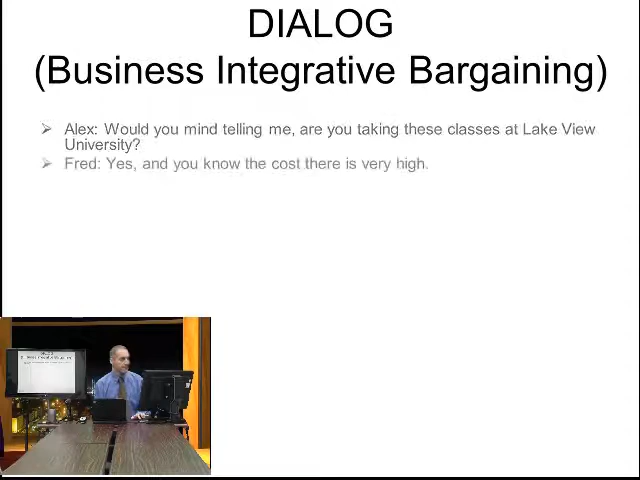 DIALOG
(Business Integrative Bargaining)
Alex: Would you mind telling me, are you taking these classes at Lake View
University?
Fred: Yes, and you know the cost there is very high.